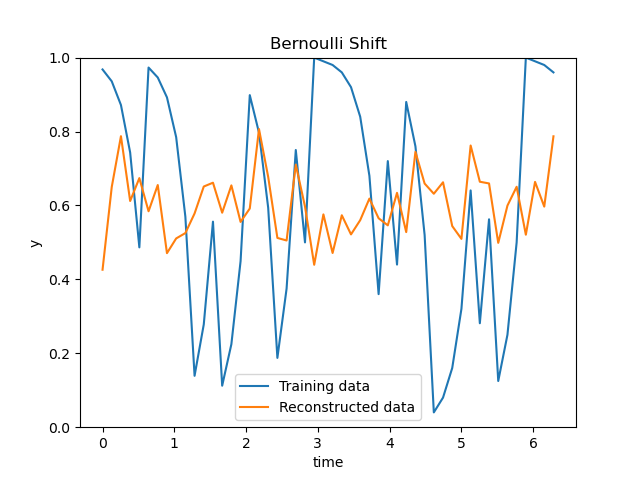 Bernoulli Shift
y
1.0
0.8
0.6
0.4
0.2
0.0
0 1 2 3 4 5 6
time
Training data
Reconstructed data